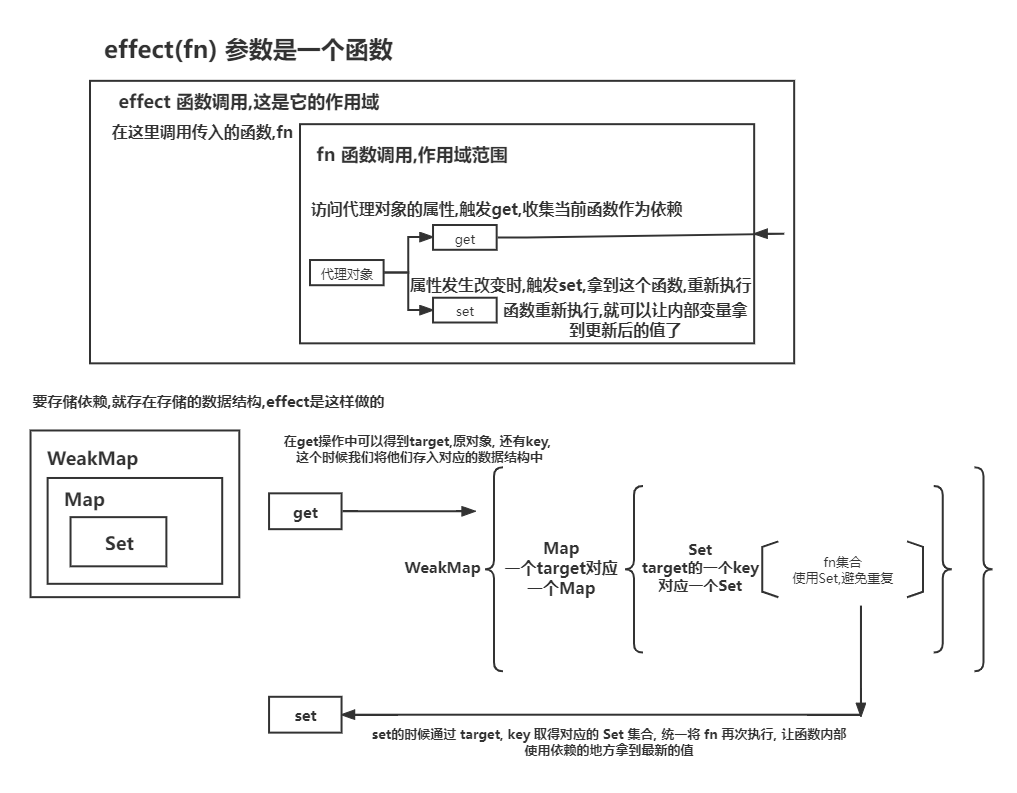 effect(fn) 参数是一个函数
effect 函数调用,这是它的作用域
在这里调用传入的函数,fn
fn 函数调用,作用域范围
访问代理对象的属性,触发get,收集当前函数作为依赖
get
代理对象
属性发生改变时,触发set,拿到这个函数,重新执行
set
函数重新执行,就可以让内部变量拿
到更新后的值了
要存储依赖,就存在存储的数据结构,effect是这样做的
WeakMap
Map
Set
在get操作中可以得到target,原对象, 还有key,
这个时候我们将他们存入对应的数据结构中
get
WeakMap
Map
一个target对应
一个Map
Set
target的一个key
对应一个Set
fn集合
使用Set,避免重复
set
set的时候通过 target, key 取得对应的 Set 集合, 统一将 fn 再次执行, 让函数内部
使用依赖的地方拿到最新的值